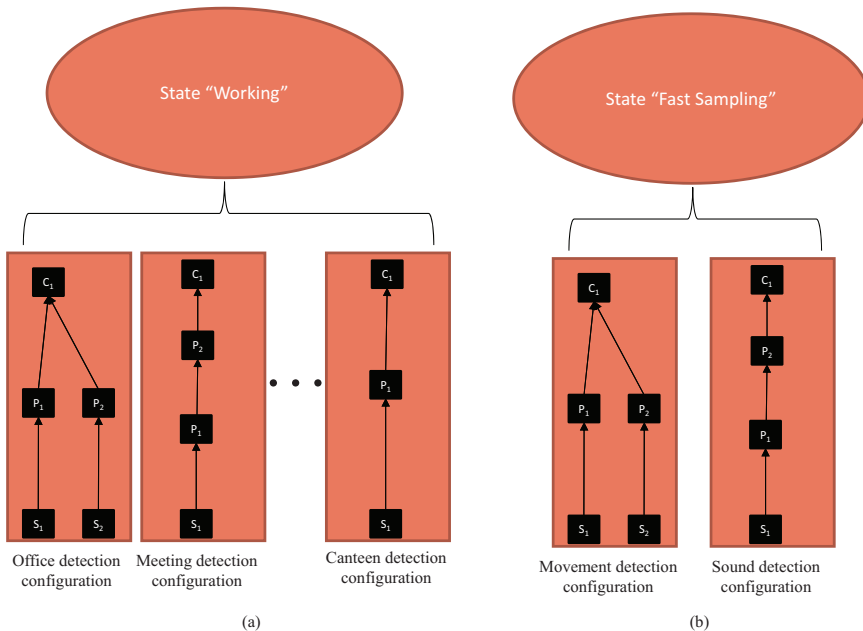 State “Working”
State “Fast Sampling”
C₁
C₁
C₁
C₁
C₁
P₂
P₂
P₁
P₁
P₂
P₁
P₂
P₁
P₁
P₁
S₁
S₂
S₁
S₁
S₁
S₂
S₁
Office detection
configuration
Meeting detection
configuration
Canteen detection
configuration
Movement detection
configuration
Sound detection
configuration
(a)
(b)